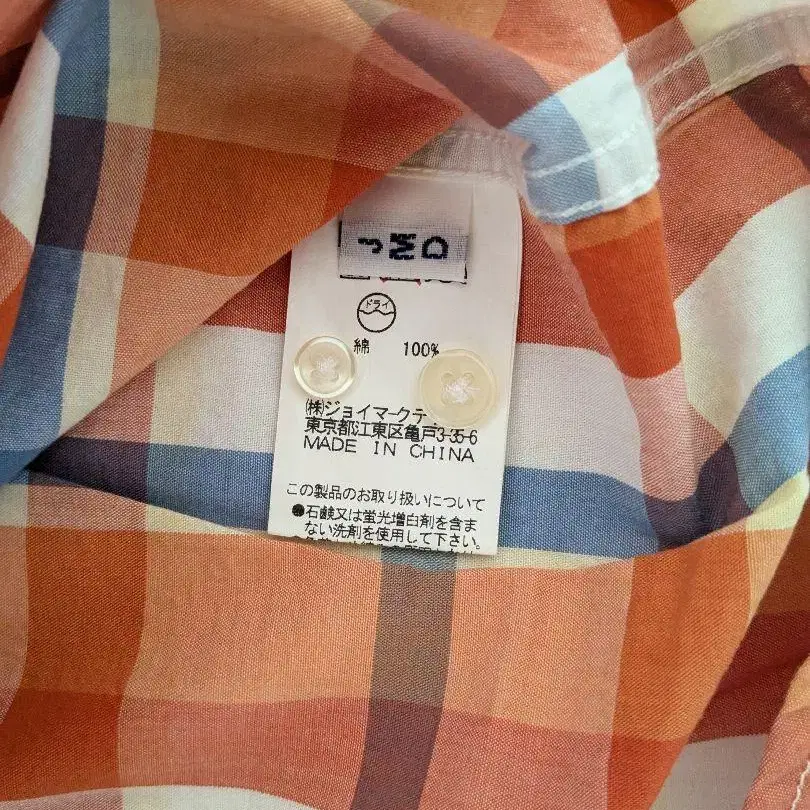 JMD
ドライ
綿 100%
㈱ジョイマークテ
東京都江東区亀戸3-35-6
MADE IN CHINA
この製品のお取り扱いについて
●石鹸又は蛍光増白剤を含ま
ない洗剤を使用して下さい。